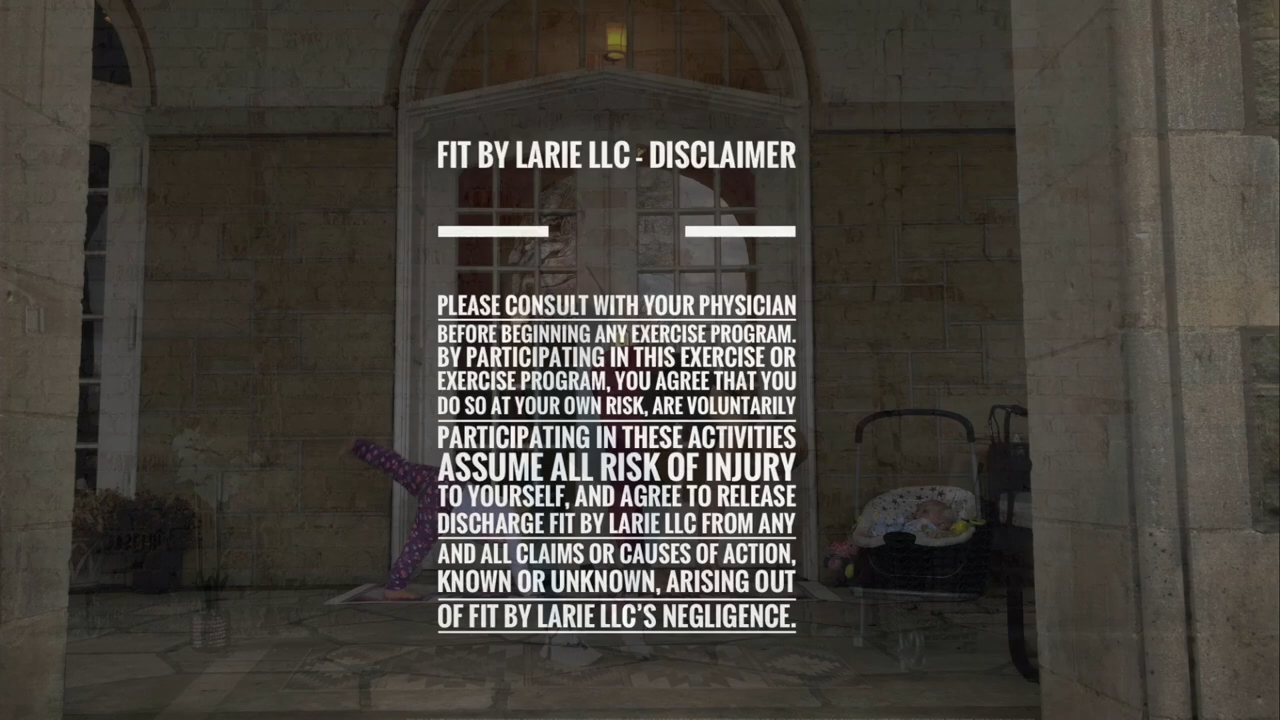 FIT BY LARIE LLC - DISCLAIMER
PLEASE CONSULT WITH YOUR PHYSICIAN
BEFORE BEGINNING ANY EXERCISE PROGRAM.
BY PARTICIPATING IN THIS EXERCISE OR
EXERCISE PROGRAM, YOU AGREE THAT YOU
DO SO AT YOUR OWN RISK, ARE VOLUNTARILY
PARTICIPATING IN THESE ACTIVITIES
ASSUME ALL RISK OF INJURY
TO YOURSELF, AND AGREE TO RELEASE
DISCHARGE FIT BY LARIE LLC FROM ANY
AND ALL CLAIMS OR CAUSES OF ACTION,
KNOWN OR UNKNOWN, ARISING OUT
OF FIT BY LARIE LLC'S NEGLIGENCE.